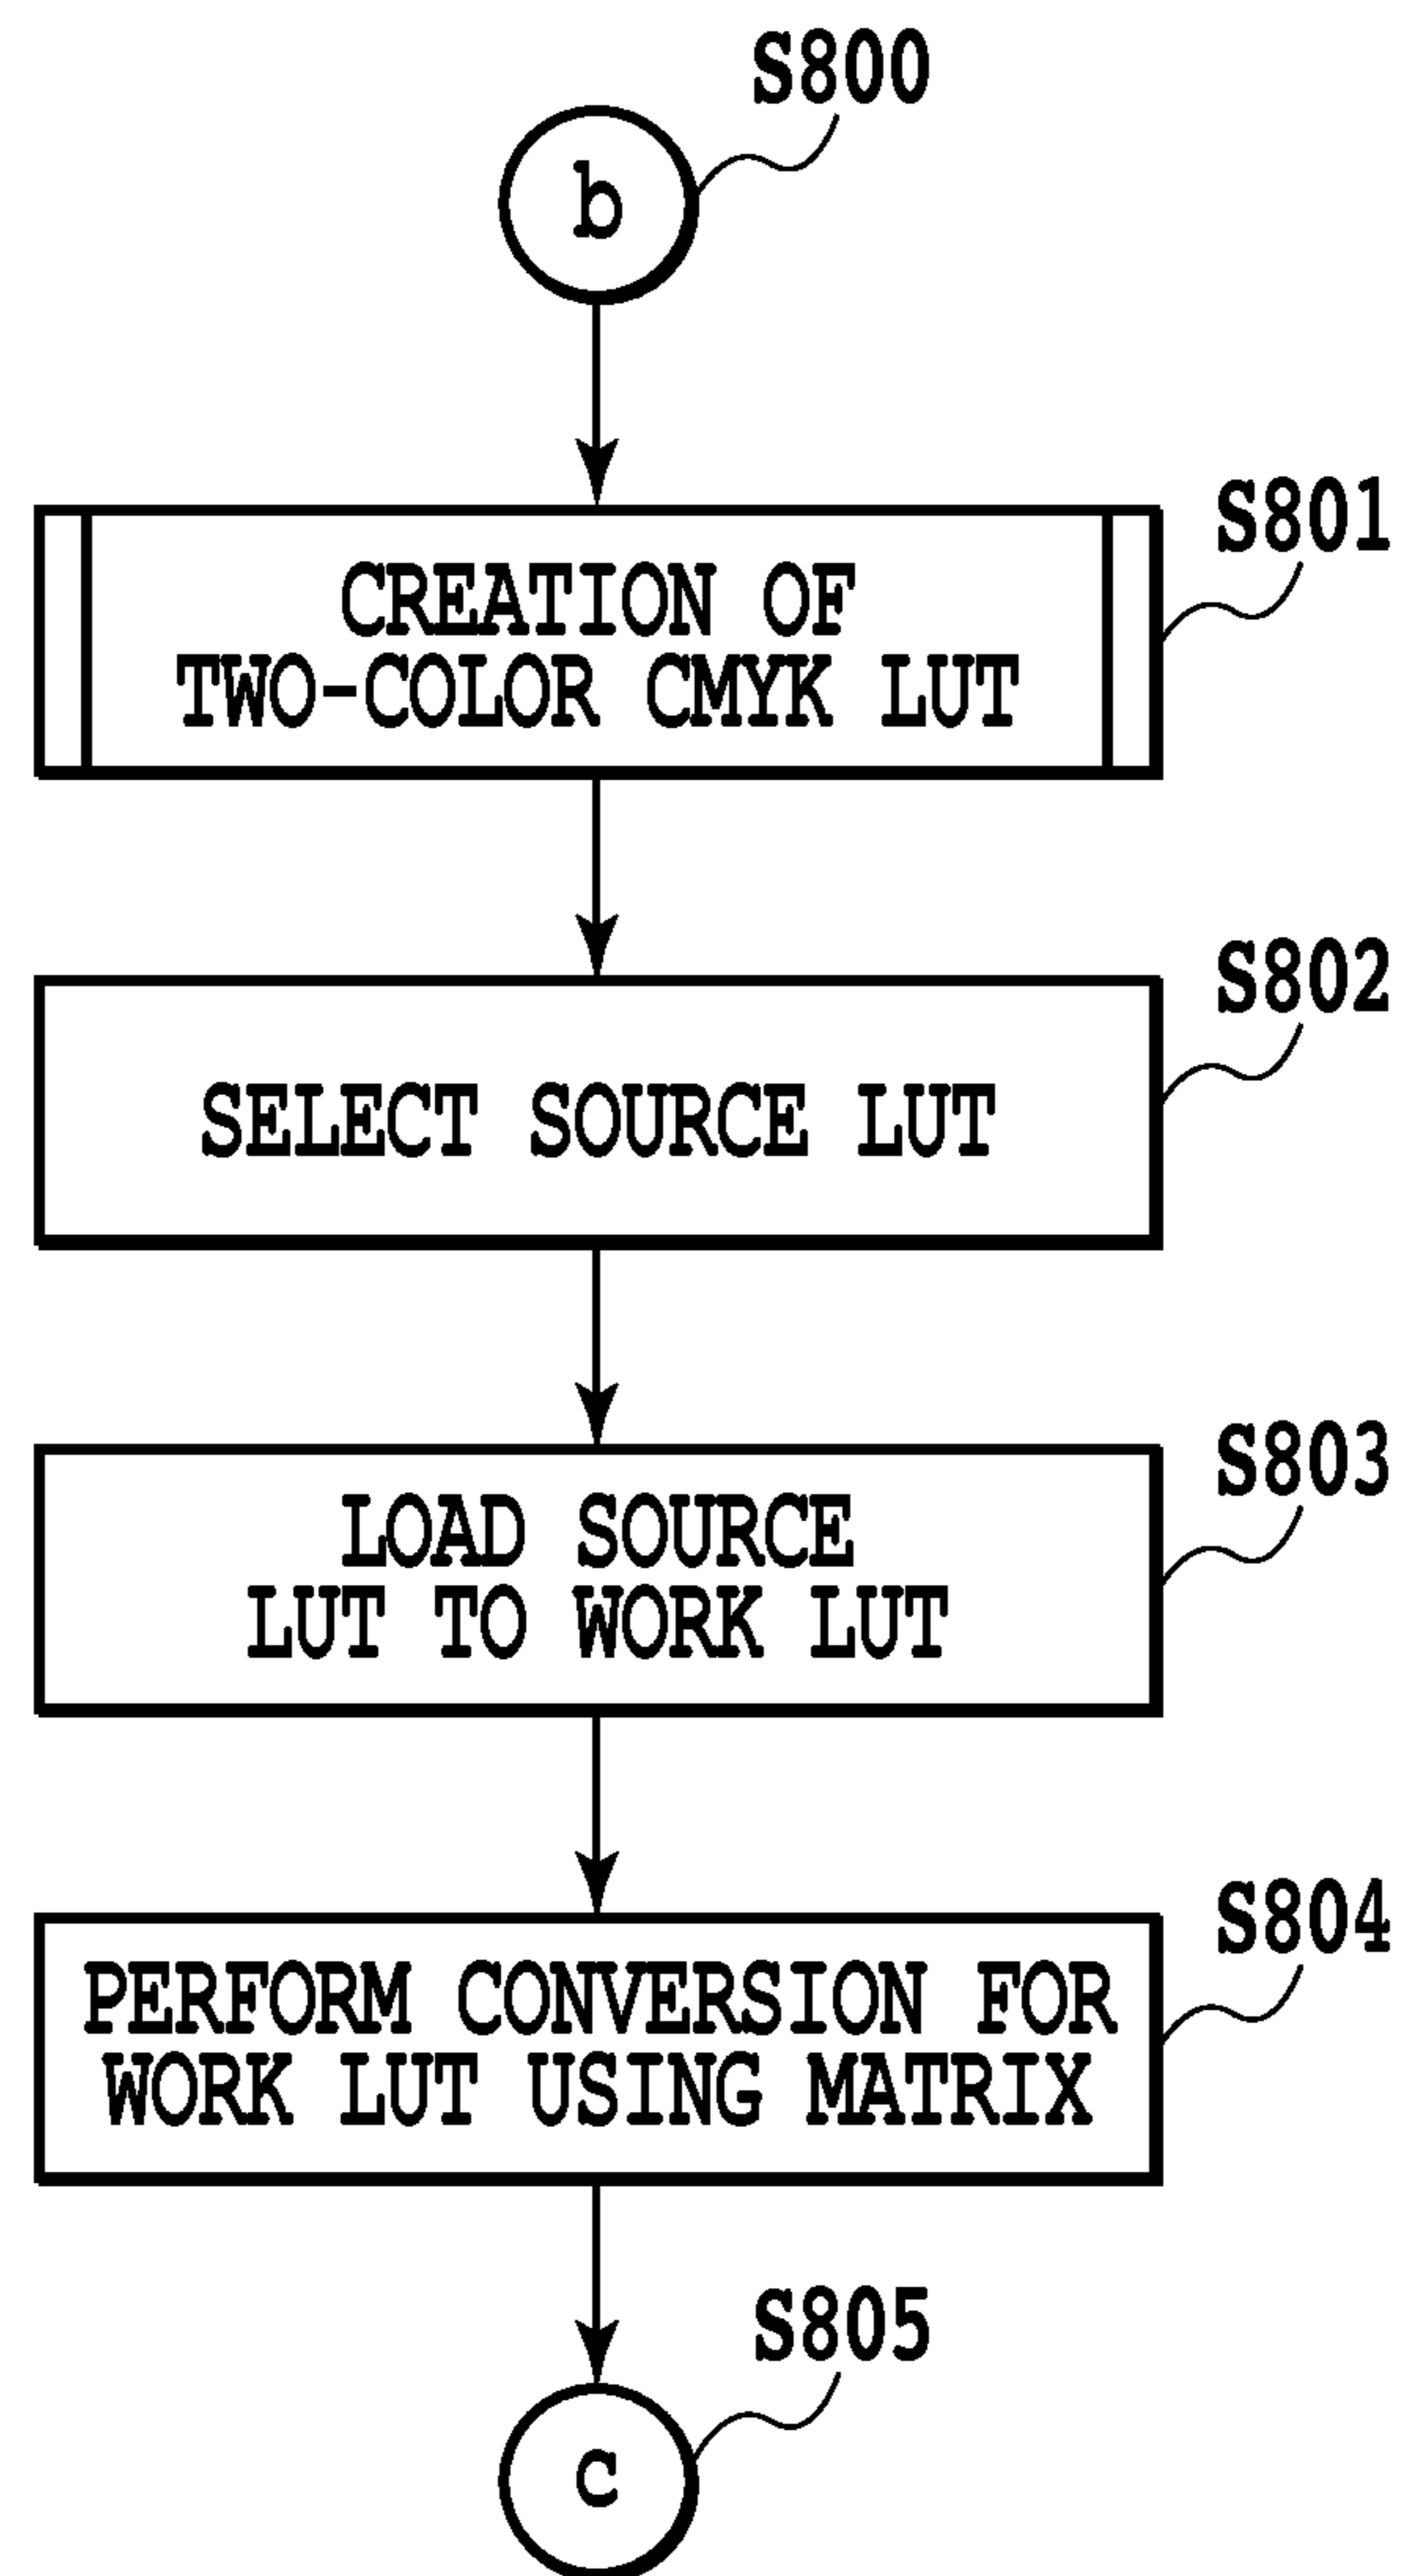 S800
b
S801
CREATION OF
TWO-COLOR CMYK LUT
S802
SELECT SOURCE LUT
S803
LOAD SOURCE
LUT TO WORK LUT
S804
PERFORM CONVERSION FOR
WORK LUT USING MATRIX
S805
c